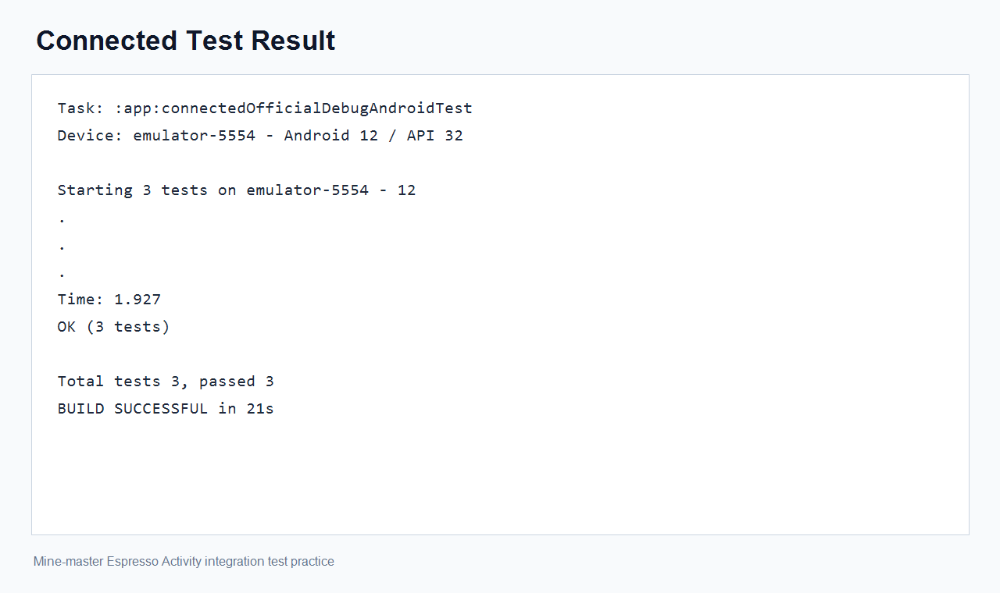 Connected Test Result
Task: :app:connectedOfficialDebugAndroidTest
Device: emulator-5554 - Android 12 / API 32
Starting 3 tests on emulator-5554 - 12
.
.
.
Time: 1.927
OK (3 tests)
Total tests 3, passed 3
BUILD SUCCESSFUL in 21s
Mine-master Espresso Activity integration test practice